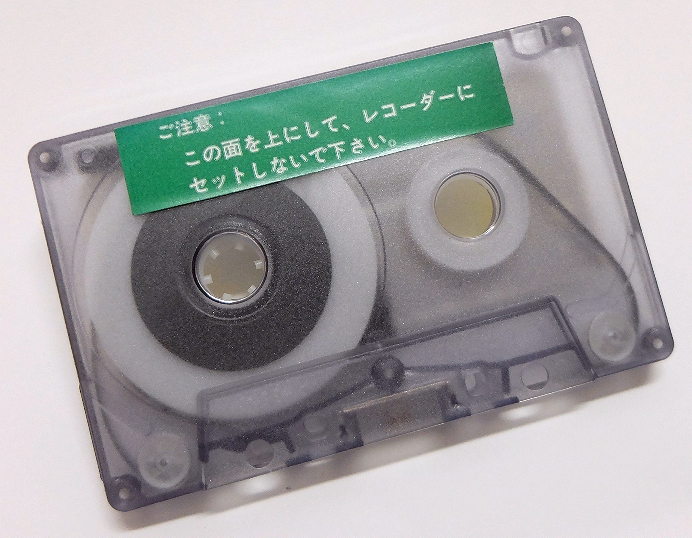 ご注意：
この面を上にして、レコーダーに
セットしないで下さい。